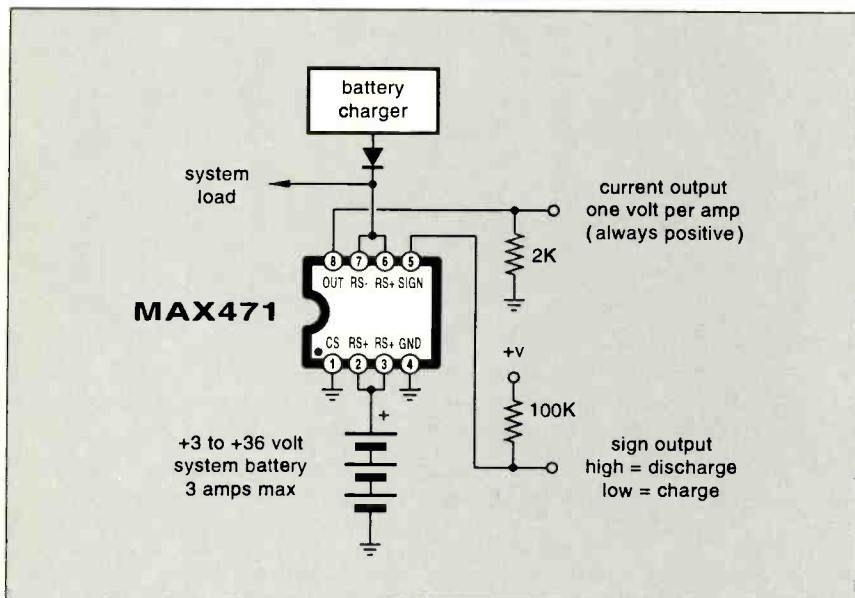 battery
charger
system
load
current output
one volt per amp
(always positive)
2K
8 7 6 5
OUT RS- RS+ SIGN
MAX471
CS RS+ RS+ GND
1 2 3 4
+V
100K
+
+3 to +36 volt
system battery
3 amps max
sign output
high = discharge
low = charge